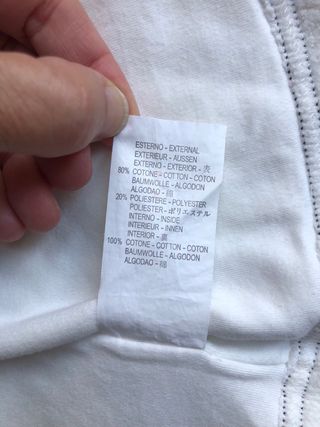 ESTERNO - EXTERNAL
EXTERIEUR - AUSSEN
EXTERNO - EXTERIOR - 表
80% COTONE - COTTON - COTON
BAUMWOLLE - ALGODON
ALGODAO - 綿
20% POLIESTERE - POLYESTER
POLIESTER - ポリエステル
INTERNO - INSIDE
INTERIEUR - INNEN
INTERIOR - 裏
100% COTONE - COTTON - COTON
BAUMWOLLE - ALGODON
ALGODAO - 綿